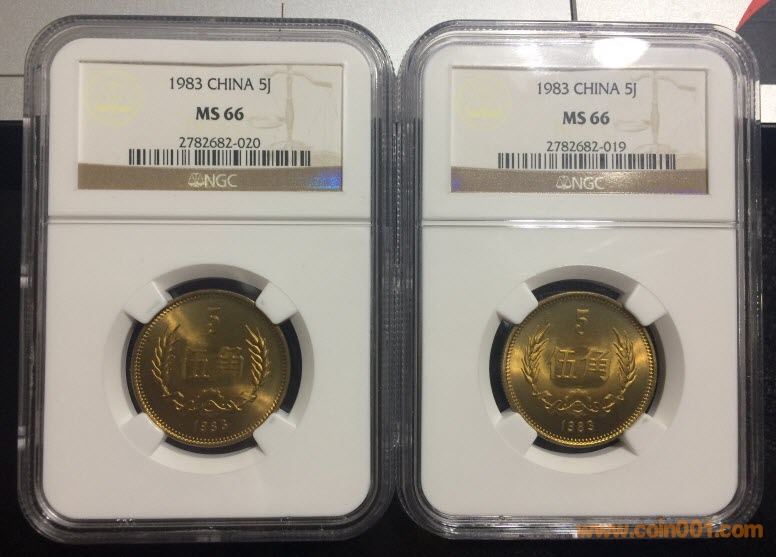 1983 CHINA 5J
MS 66
2782682-020
NGC
5
伍角
1983
1983 CHINA 5J
MS 66
2782682-019
NGC
5
伍角
1983
www.coin001.com